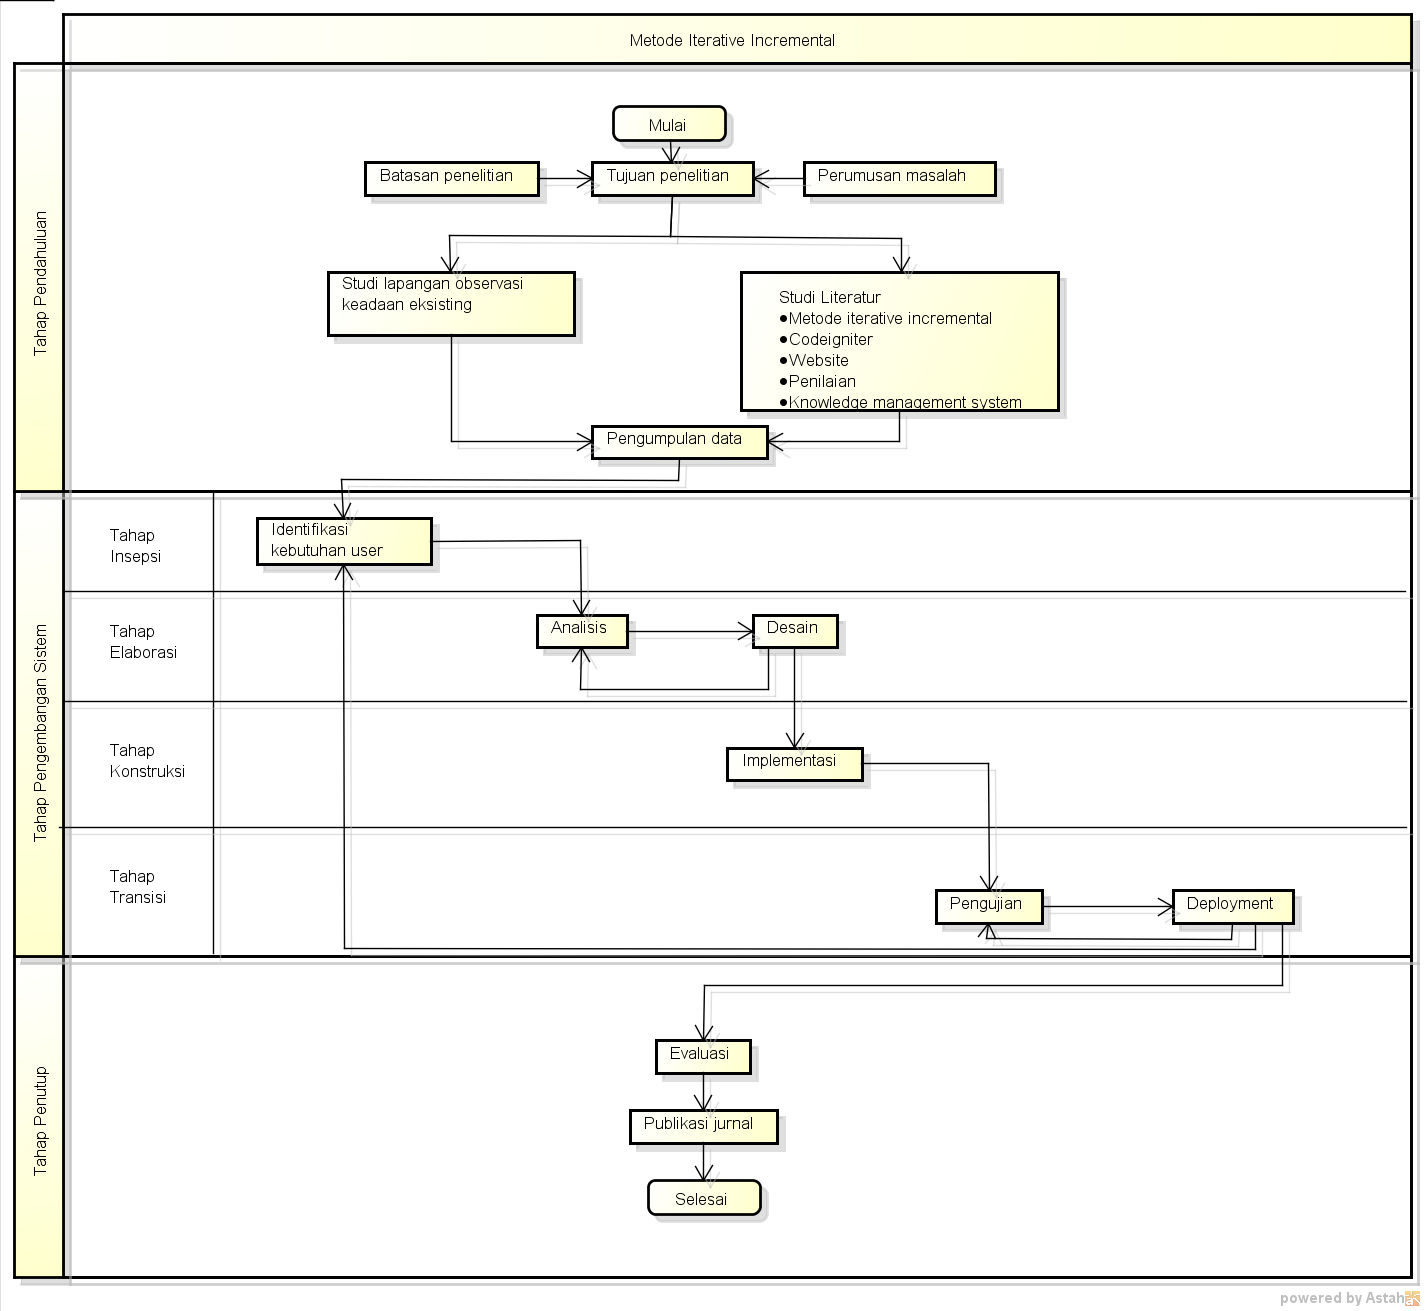 Metode Iterative Incremental
Tahap Pendahuluan
Mulai
Batasan penelitian
Tujuan penelitian
Perumusan masalah
Studi lapangan observasi
keadaan eksisting
Studi Literatur
●Metode iterative incremental
●Codeigniter
●Website
●Penilaian
●Knowledge management system
Pengumpulan data
Tahap Pengembangan Sistem
Tahap
Insepsi
Identifikasi
kebutuhan user
Tahap
Elaborasi
Analisis
Desain
Tahap
Konstruksi
Implementasi
Tahap
Transisi
Pengujian
Deployment
Tahap Penutup
Evaluasi
Publikasi jurnal
Selesai
powered by Astah